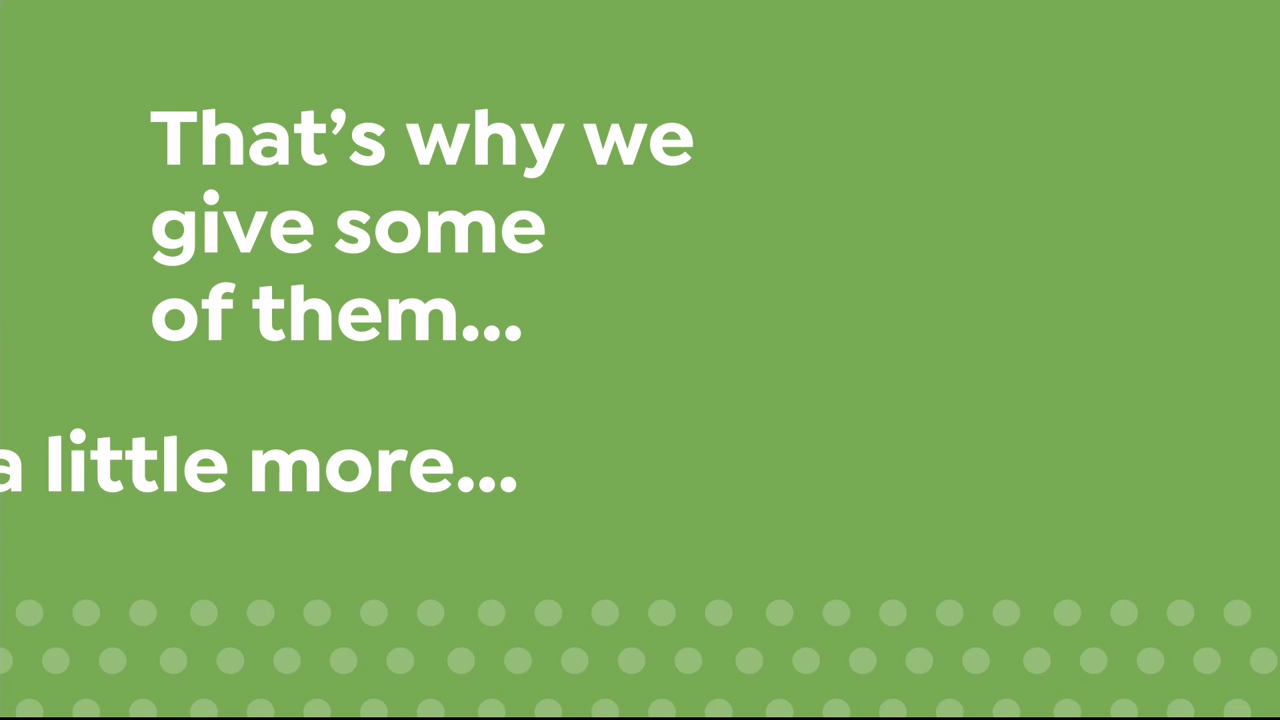 That’s why we
give some
of them...
a little more...